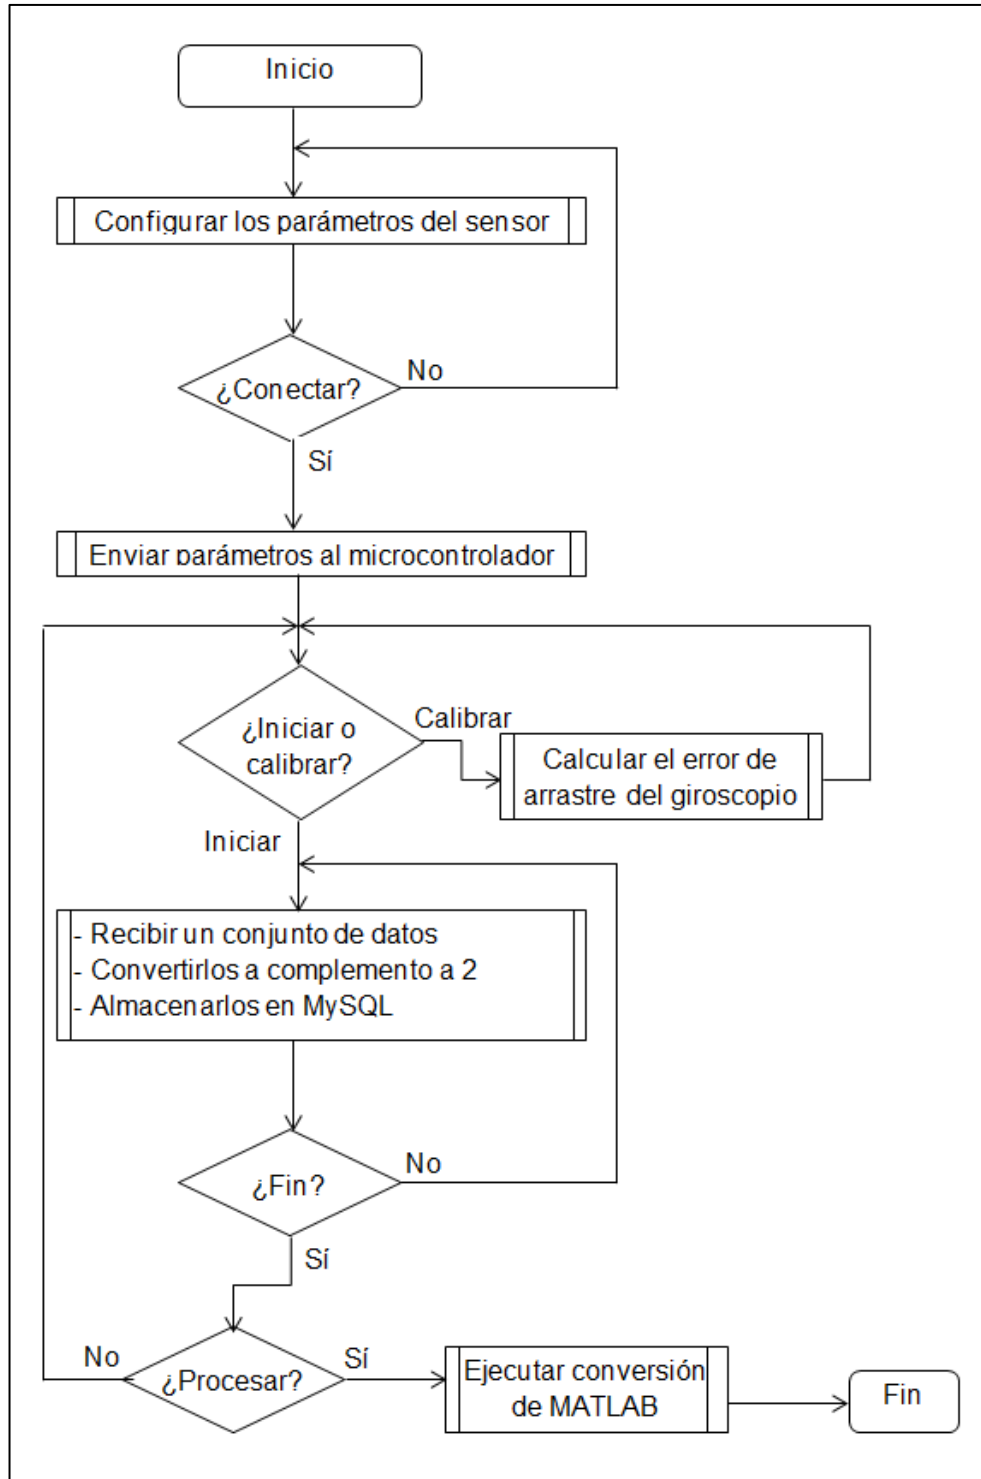 Inicio
Configurar los parámetros del sensor
¿Conectar?
No
Sí
Enviar parámetros al microcontrolador
¿Iniciar o
calibrar?
Calibrar
Calcular el error de
arrastre del giroscopio
Iniciar
- Recibir un conjunto de datos
- Convertirlos a complemento a 2
- Almacenarlos en MySQL
¿Fin?
No
Sí
¿Procesar?
No
Sí
Ejecutar conversión
de MATLAB
Fin